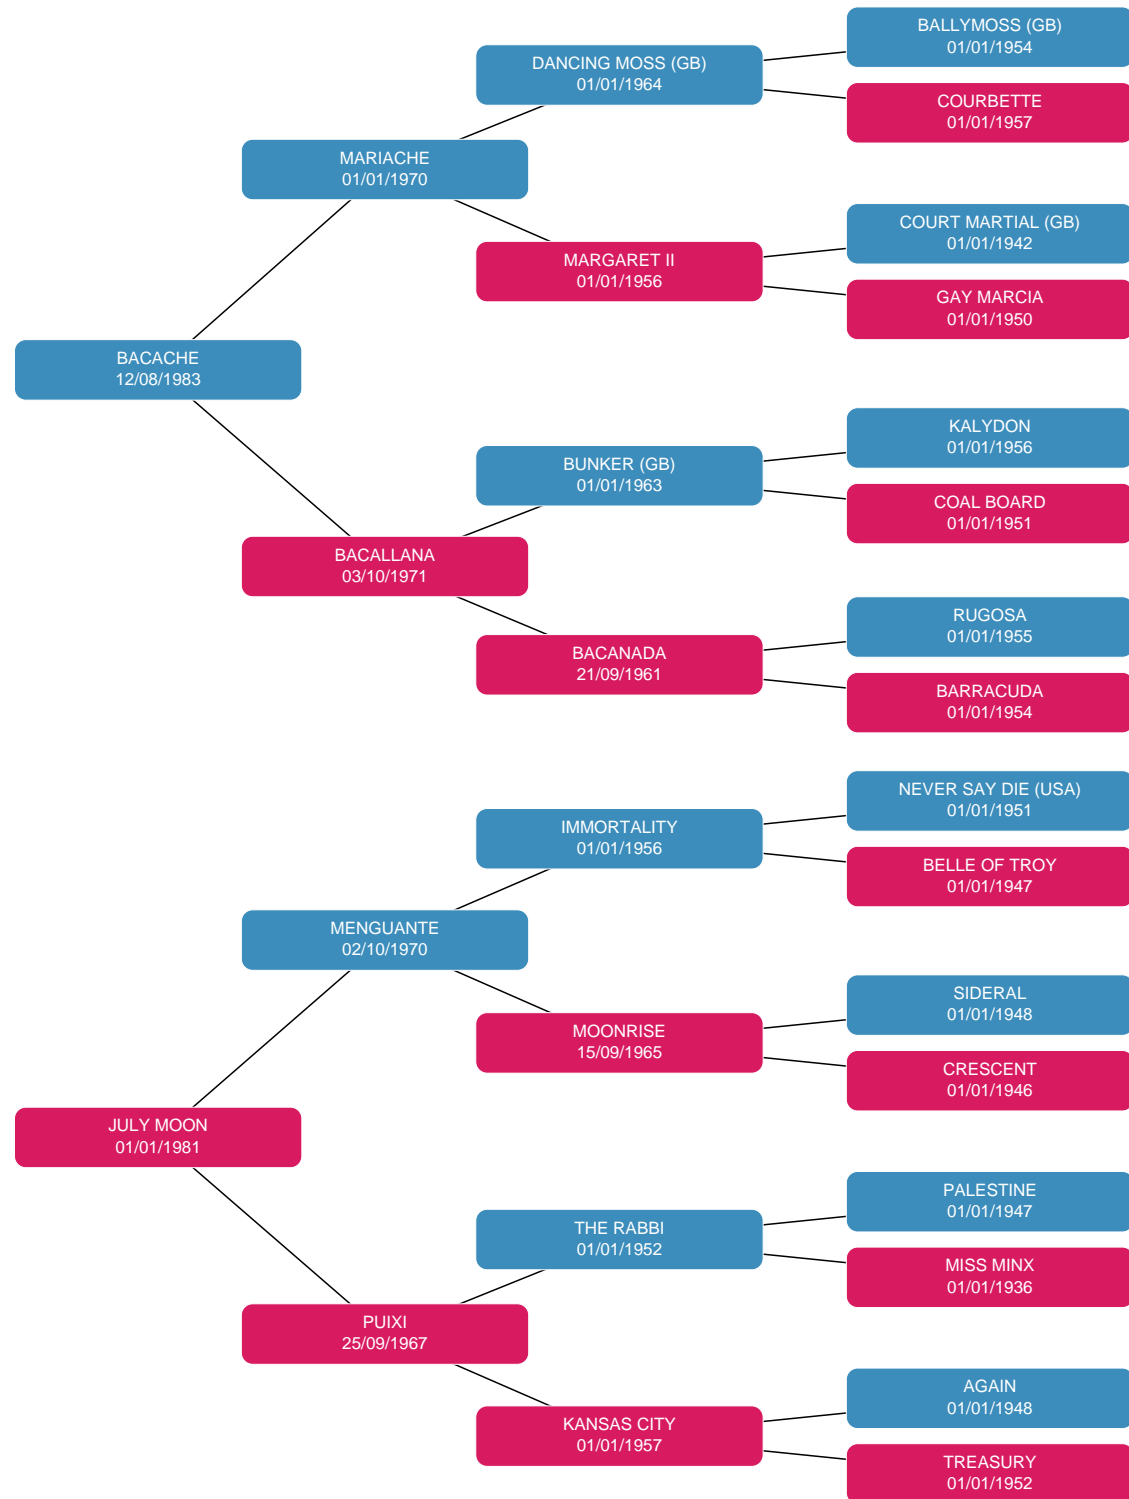 BALLYMOSS (GB)
01/01/1954
DANCING MOSS (GB)
01/01/1964
COURBETTE
01/01/1957
MARIACHE
01/01/1970
COURT MARTIAL (GB)
01/01/1942
MARGARET II
01/01/1956
GAY MARCIA
01/01/1950
BACACHE
12/08/1983
KALYDON
01/01/1956
BUNKER (GB)
01/01/1963
COAL BOARD
01/01/1951
BACALLANA
03/10/1971
RUGOSA
01/01/1955
BACANADA
21/09/1961
BARRACUDA
01/01/1954
NEVER SAY DIE (USA)
01/01/1951
IMMORTALITY
01/01/1956
BELLE OF TROY
01/01/1947
MENGUANTE
02/10/1970
SIDERAL
01/01/1948
MOONRISE
15/09/1965
CRESCENT
01/01/1946
JULY MOON
01/01/1981
PALESTINE
01/01/1947
THE RABBI
01/01/1952
MISS MINX
01/01/1936
PUIXI
25/09/1967
AGAIN
01/01/1948
KANSAS CITY
01/01/1957
TREASURY
01/01/1952